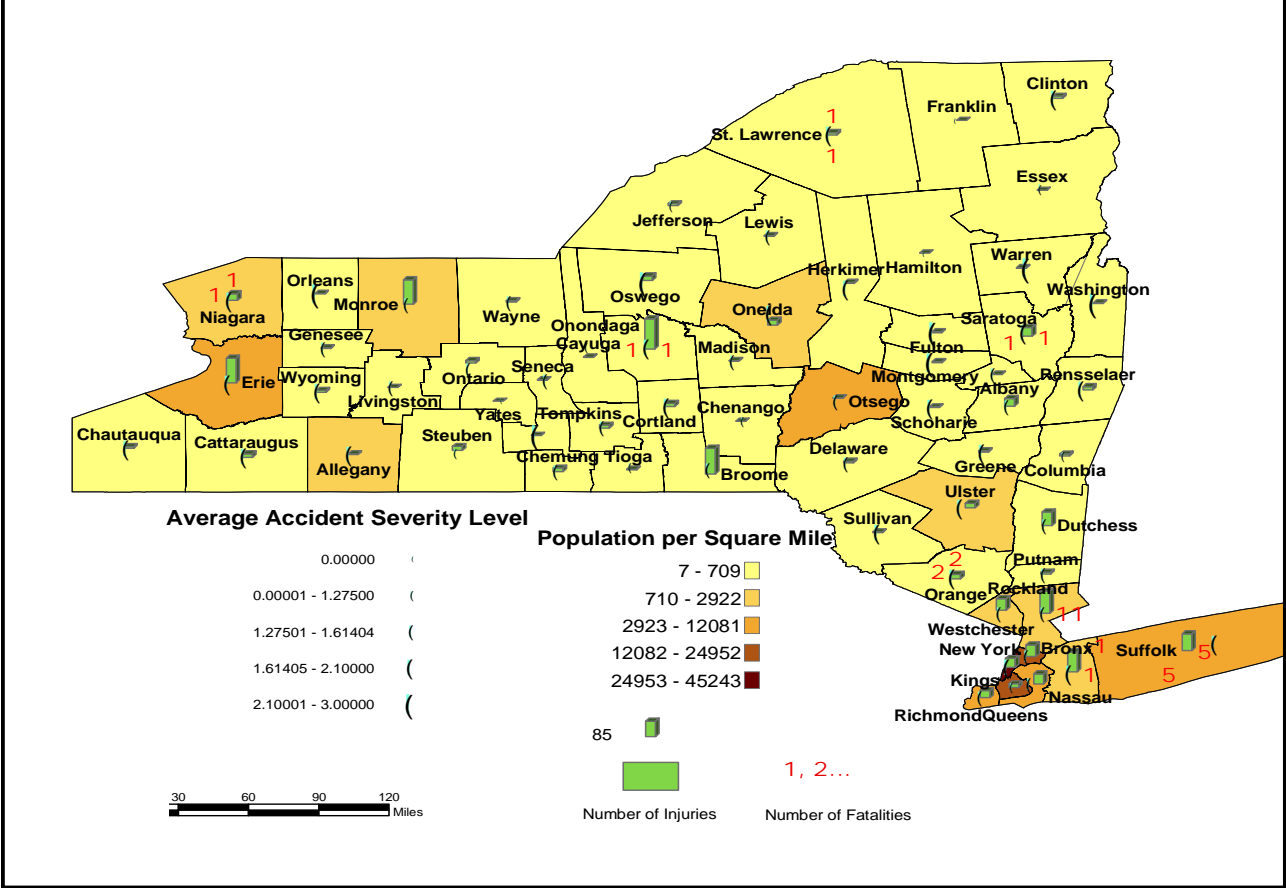 Clinton
Franklin
1
St. Lawrence
1
Essex
Jefferson
Lewis
Warren
Herkimer
Hamilton
Washington
1
1
Niagara
Orleans
Monroe
Wayne
Oswego
Oneida
Saratoga
1
1
Onondaga
1
1
Cayuga
Genesee
Madison
Fulton
Montgomery
Rensselaer
Albany
Erie
Wyoming
Livingston
Ontario
Seneca
Yates
Tompkins
Cortland
Chenango
Otsego
Schoharie
Chautauqua
Cattaraugus
Allegany
Steuben
Chemung
Tioga
Broome
Delaware
Greene
Columbia
Ulster
Sullivan
Dutchess
Putnam
2
2
Orange
Rockland
11
Westchester
New York
Bronx
1
1
Suffolk
5
5
Kings
Nassau
Richmond
Queens
Average Accident Severity Level
0.00000
0.00001 - 1.27500
1.27501 - 1.61404
1.61405 - 2.10000
2.10001 - 3.00000
Population per Square Mile
7 - 709
710 - 2922
2923 - 12081
12082 - 24952
24953 - 45243
85
1, 2...
Number of Injuries
Number of Fatalities
30 60 90 120
Miles